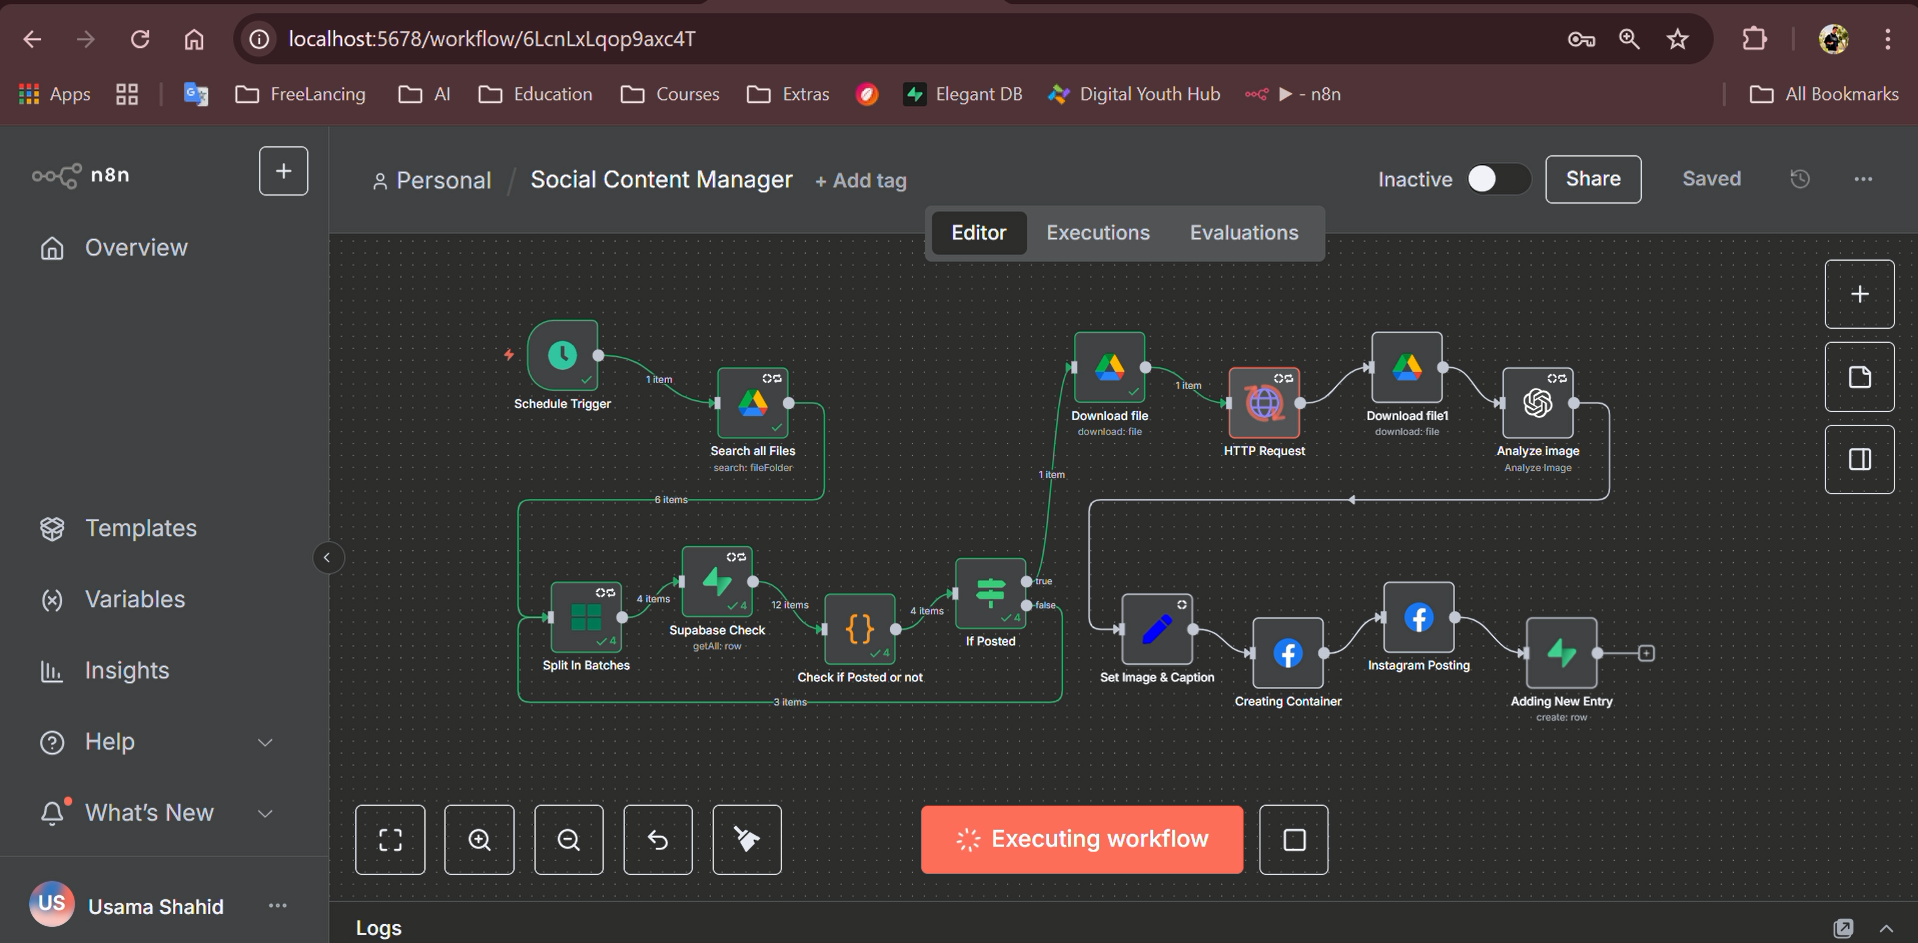 localhost:5678/workflow/6LcnLxLqop9axc4T
Apps
FreeLancing
AI
Education
Courses
Extras
Elegant DB
Digital Youth Hub
▶ - n8n
All Bookmarks
n8n
+
Personal / Social Content Manager + Add tag
Inactive
Share
Saved
Editor
Executions
Evaluations
Overview
Templates
Variables
Insights
Help
What's New
US
Usama Shahid
Schedule Trigger
1 item
Search all Files
search: fileFolder
6 items
Split In Batches
4
4 items
Supabase Check
getAll: row
4
12 items
Check if Posted or not
4
4 items
If Posted
4
true
false
3 items
1 item
Download file
download: file
1 item
HTTP Request
Download file1
download: file
Analyze image
Analyze Image
Set Image & Caption
Creating Container
Instagram Posting
Adding New Entry
create: row
Executing workflow
Logs